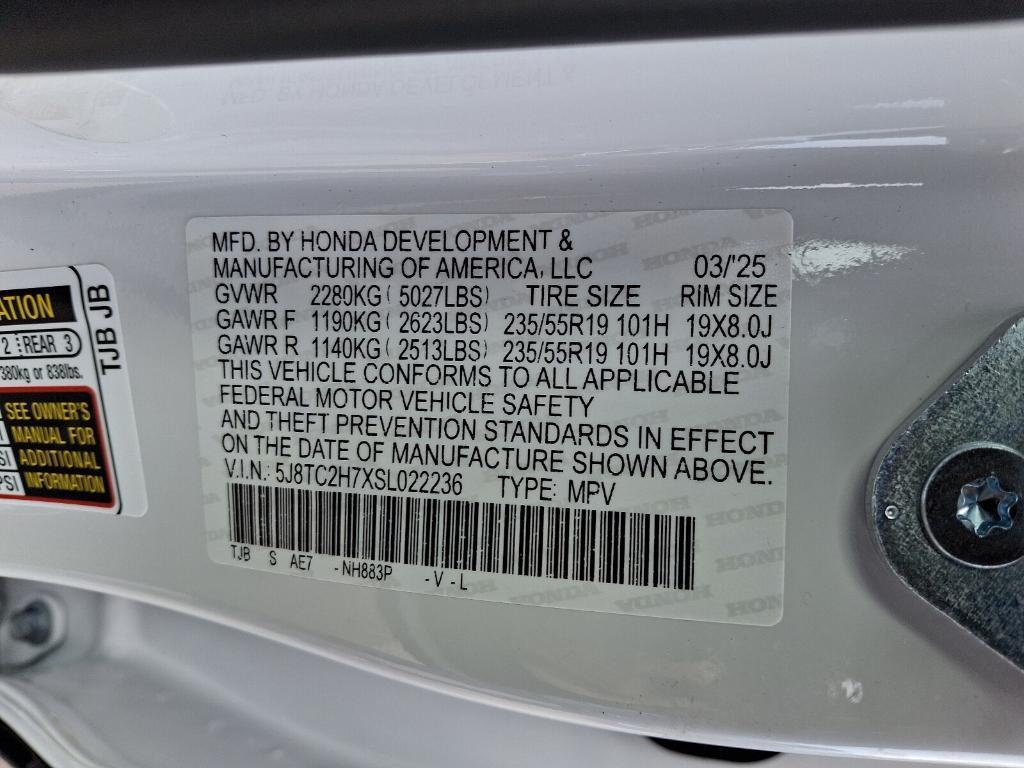 MFD. BY HONDA DEVELOPMENT &
MANUFACTURING OF AMERICA, LLC 03/'25
GVWR 2280KG ( 5027LBS) TIRE SIZE RIM SIZE
GAWR F 1190KG ( 2623LBS) 235/55R19 101H 19X8.0J
GAWR R 1140KG ( 2513LBS) 235/55R19 101H 19X8.0J
THIS VEHICLE CONFORMS TO ALL APPLICABLE
FEDERAL MOTOR VEHICLE SAFETY
AND THEFT PREVENTION STANDARDS IN EFFECT
ON THE DATE OF MANUFACTURE SHOWN ABOVE.
V.I.N.: 5J8TC2H7XSL022236 TYPE: MPV
TJB S AE7 -NH883P -V-L
HONDA
TJB JB
2 REAR 3
380kg or 838lbs.
SEE OWNER'S
MANUAL FOR
ADDITIONAL
INFORMATION